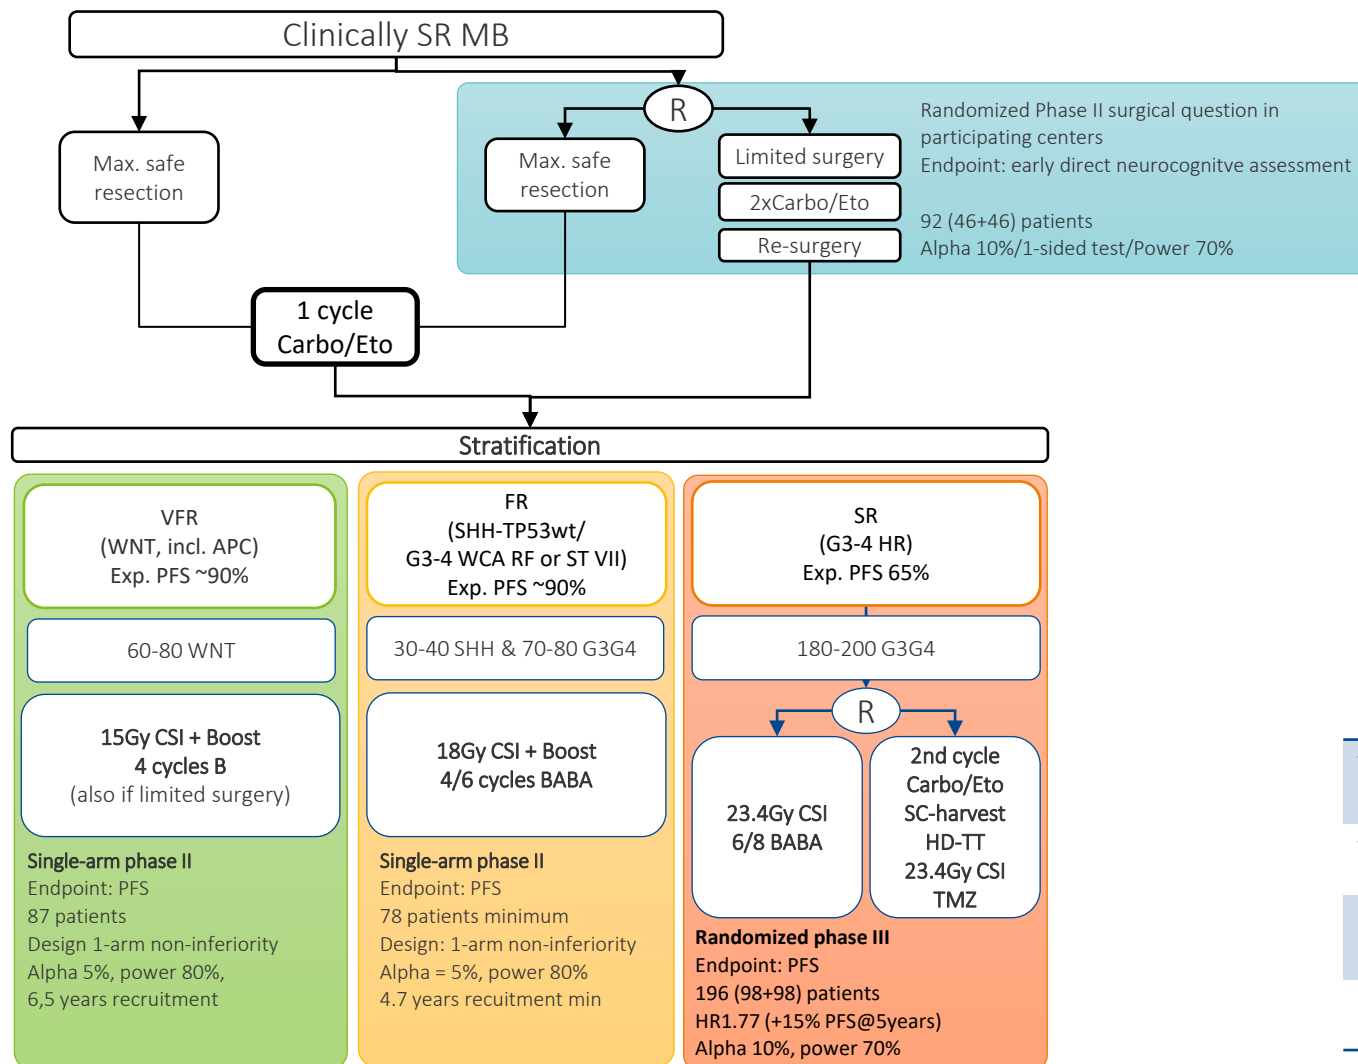 Clinically SR MB
R
Max. safe
resection
Max. safe
resection
Limited surgery
2xCarbo/Eto
Re-surgery
Randomized Phase II surgical question in
participating centers
Endpoint: early direct neurocognitve assessment
92 (46+46) patients
Alpha 10%/1-sided test/Power 70%
1 cycle
Carbo/Eto
Stratification
VFR
(WNT, incl. APC)
Exp. PFS ~90%
60-80 WNT
15Gy CSI + Boost
4 cycles B
(also if limited surgery)
Single-arm phase II
Endpoint: PFS
87 patients
Design 1-arm non-inferiority
Alpha 5%, power 80%,
6,5 years recruitment
FR
(SHH-TP53wt/
G3-4 WCA RF or ST VII)
Exp. PFS ~90%
30-40 SHH & 70-80 G3G4
18Gy CSI + Boost
4/6 cycles BABA
Single-arm phase II
Endpoint: PFS
78 patients minimum
Design: 1-arm non-inferiority
Alpha = 5%, power 80%
4.7 years recuitment min
SR
(G3-4 HR)
Exp. PFS 65%
180-200 G3G4
R
23.4Gy CSI
6/8 BABA
2nd cycle
Carbo/Eto
SC-harvest
HD-TT
23.4Gy CSI
TMZ
Randomized phase III
Endpoint: PFS
196 (98+98) patients
HR1.77 (+15% PFS@5years)
Alpha 10%, power 70%